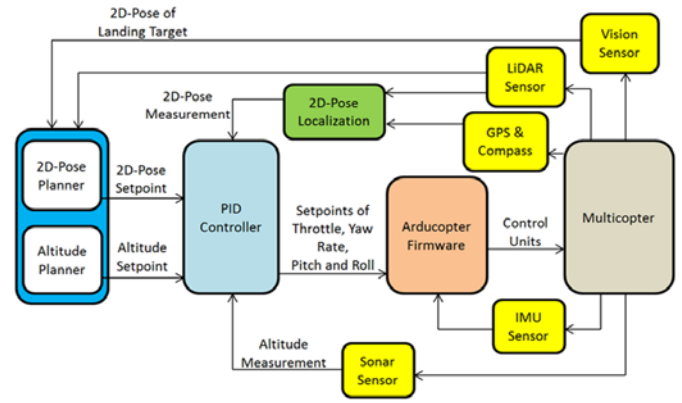 2D-Pose of
Landing Target
Vision
Sensor
LiDAR
Sensor
2D-Pose
Measurement
2D-Pose
Localization
GPS &
Compass
2D-Pose
Planner
2D-Pose
Setpoint
PID
Controller
Setpoints of
Throttle, Yaw
Rate,
Pitch and Roll
Arducopter
Firmware
Control
Units
Multicopter
Altitude
Planner
Altitude
Setpoint
IMU
Sensor
Altitude
Measurement
Sonar
Sensor